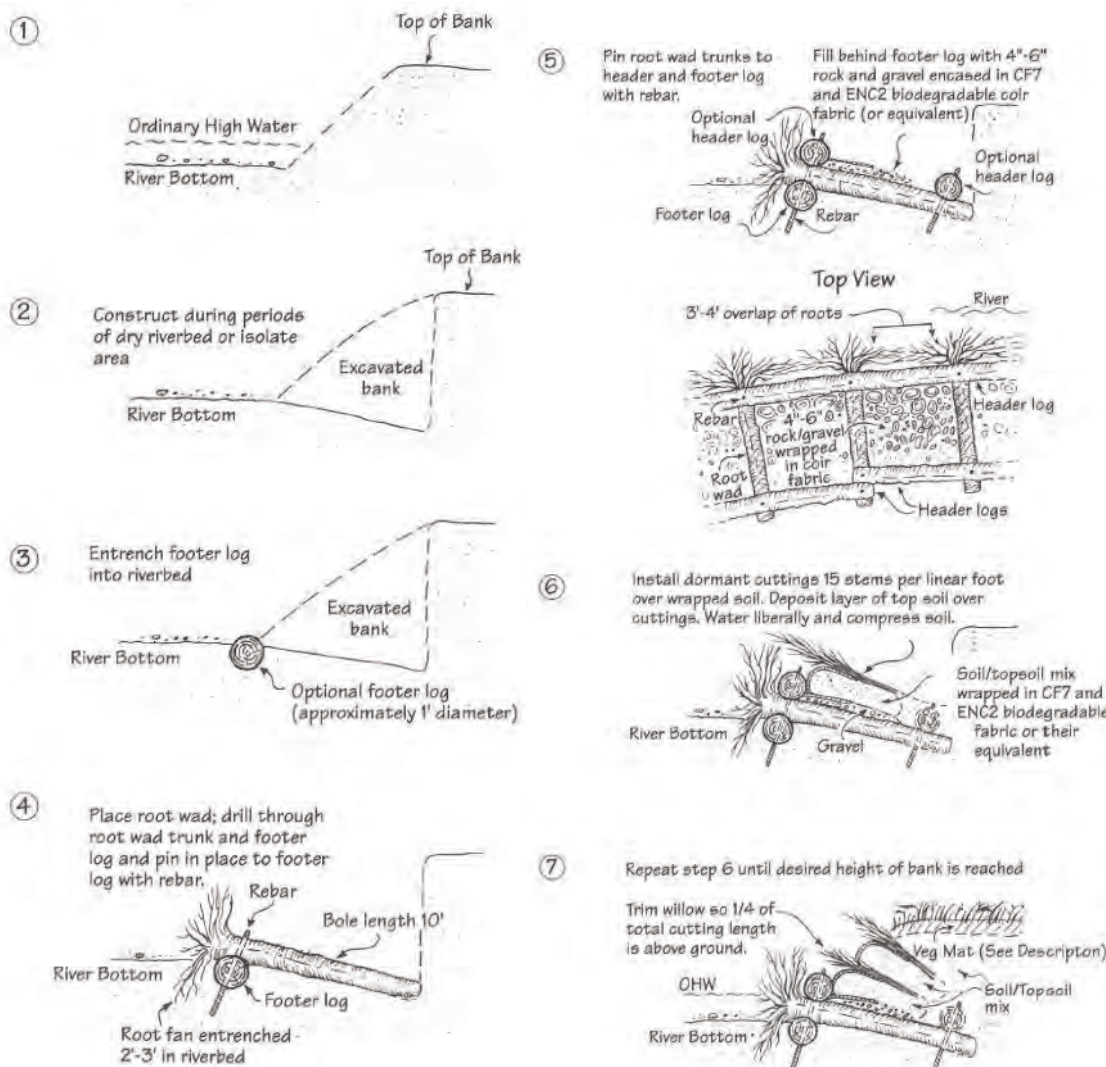 1
Top of Bank
Ordinary High Water
River Bottom
2
Top of Bank
Construct during periods
of dry riverbed or isolate
area
Excavated
bank
River Bottom
3
Entrench footer log
into riverbed
Excavated
bank
River Bottom
Optional footer log
(approximately 1' diameter)
4
Place root wad; drill through
root wad trunk and footer
log and pin in place to footer
log with rebar.
Rebar
Bole length 10'
River Bottom
Footer log
Root fan entrenched
2'-3' in riverbed
5
Pin root wad trunks to
header and footer log
with rebar.
Fill behind footer log with 4"-6"
rock and gravel encased in CF7
and ENC2 biodegradable coir
fabric (or equivalent)
Optional
header log
Optional
header log
Footer log
Rebar
Top View
River
3'-4' overlap of roots
Rebar
Header log
4"-6"
rock/gravel
wrapped
in coir
fabric
Root
wad
Header logs
6
Install dormant cuttings 15 stems per linear foot
over wrapped soil. Deposit layer of top soil over
cuttings. Water liberally and compress soil.
Soil/topsoil mix
wrapped in CF7 and
ENC2 biodegradable
fabric or their
equivalent
River Bottom
Gravel
7
Repeat step 6 until desired height of bank is reached
Trim willow so 1/4 of
total cutting length
is above ground.
Veg Mat (See Descripton)
OHW
Soil/Topsoil
mix
River Bottom